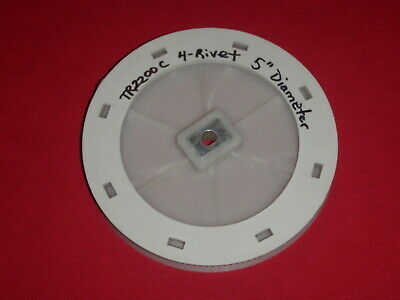 TR2200C 4-Rivet 5" Diameter